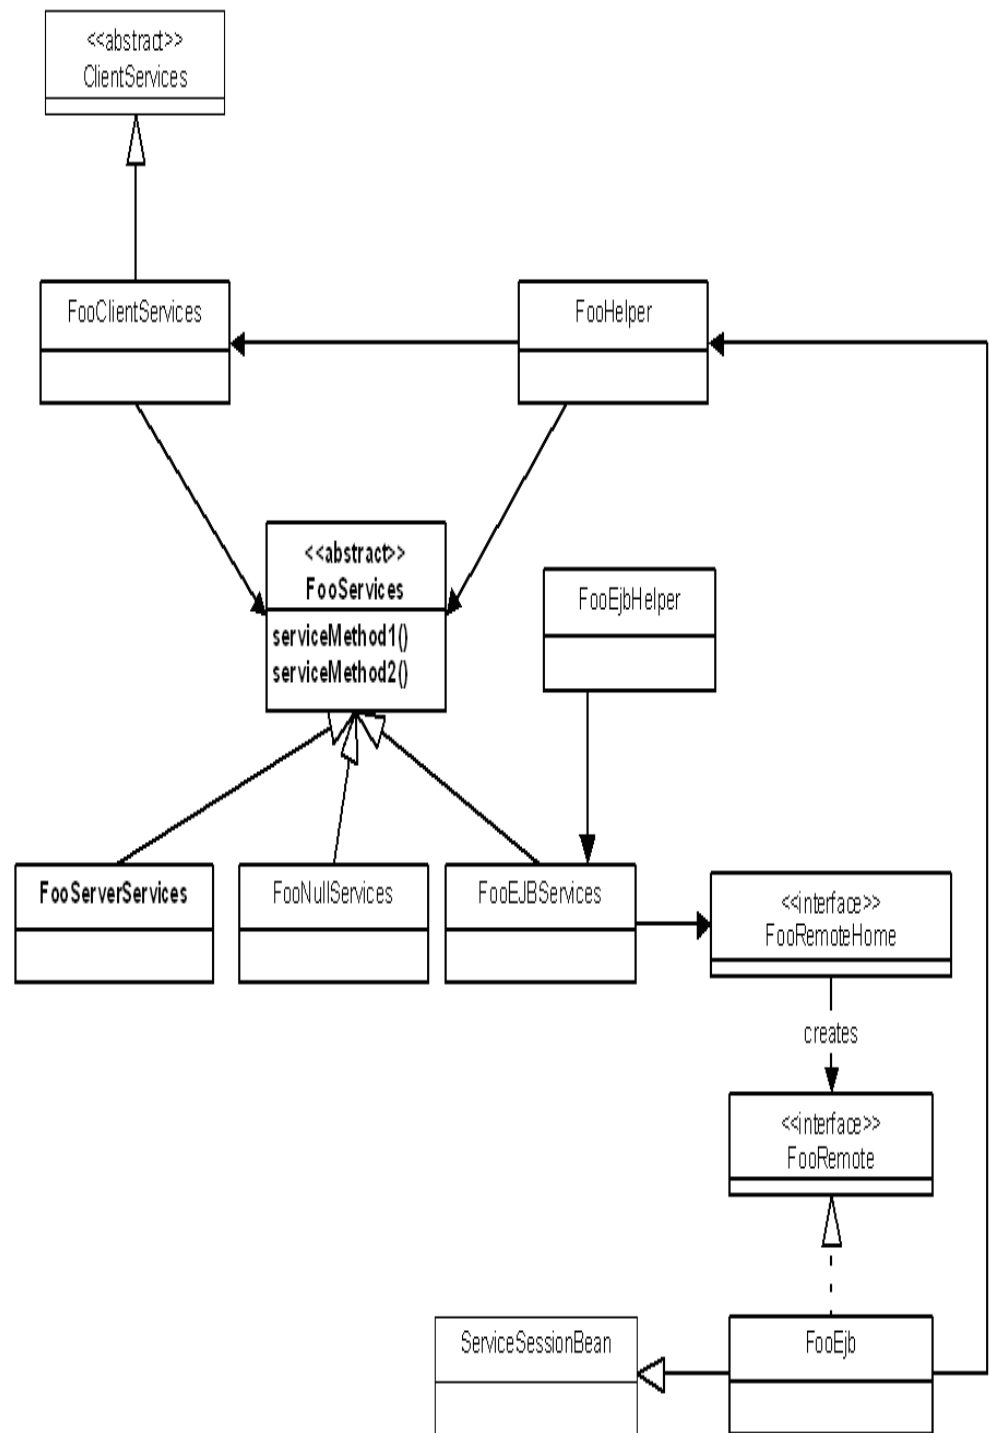 <<abstract>>
ClientServices
FooClientServices
FooHelper
<<abstract>>
FooServices
serviceMethod1()
serviceMethod2()
FooEjbHelper
FooServerServices
FooNullServices
FooEJBServices
<<interface>>
FooRemoteHome
creates
<<interface>>
FooRemote
ServiceSessionBean
FooEjb